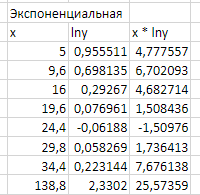 Экспоненциальная
x lny x * lny
5 0,955511 4,777557
9,6 0,698135 6,702093
16 0,29267 4,682714
19,6 0,076961 1,508436
24,4 -0,06188 -1,50976
29,8 0,058269 1,736413
34,4 0,223144 7,676138
138,8 2,3302 25,57359